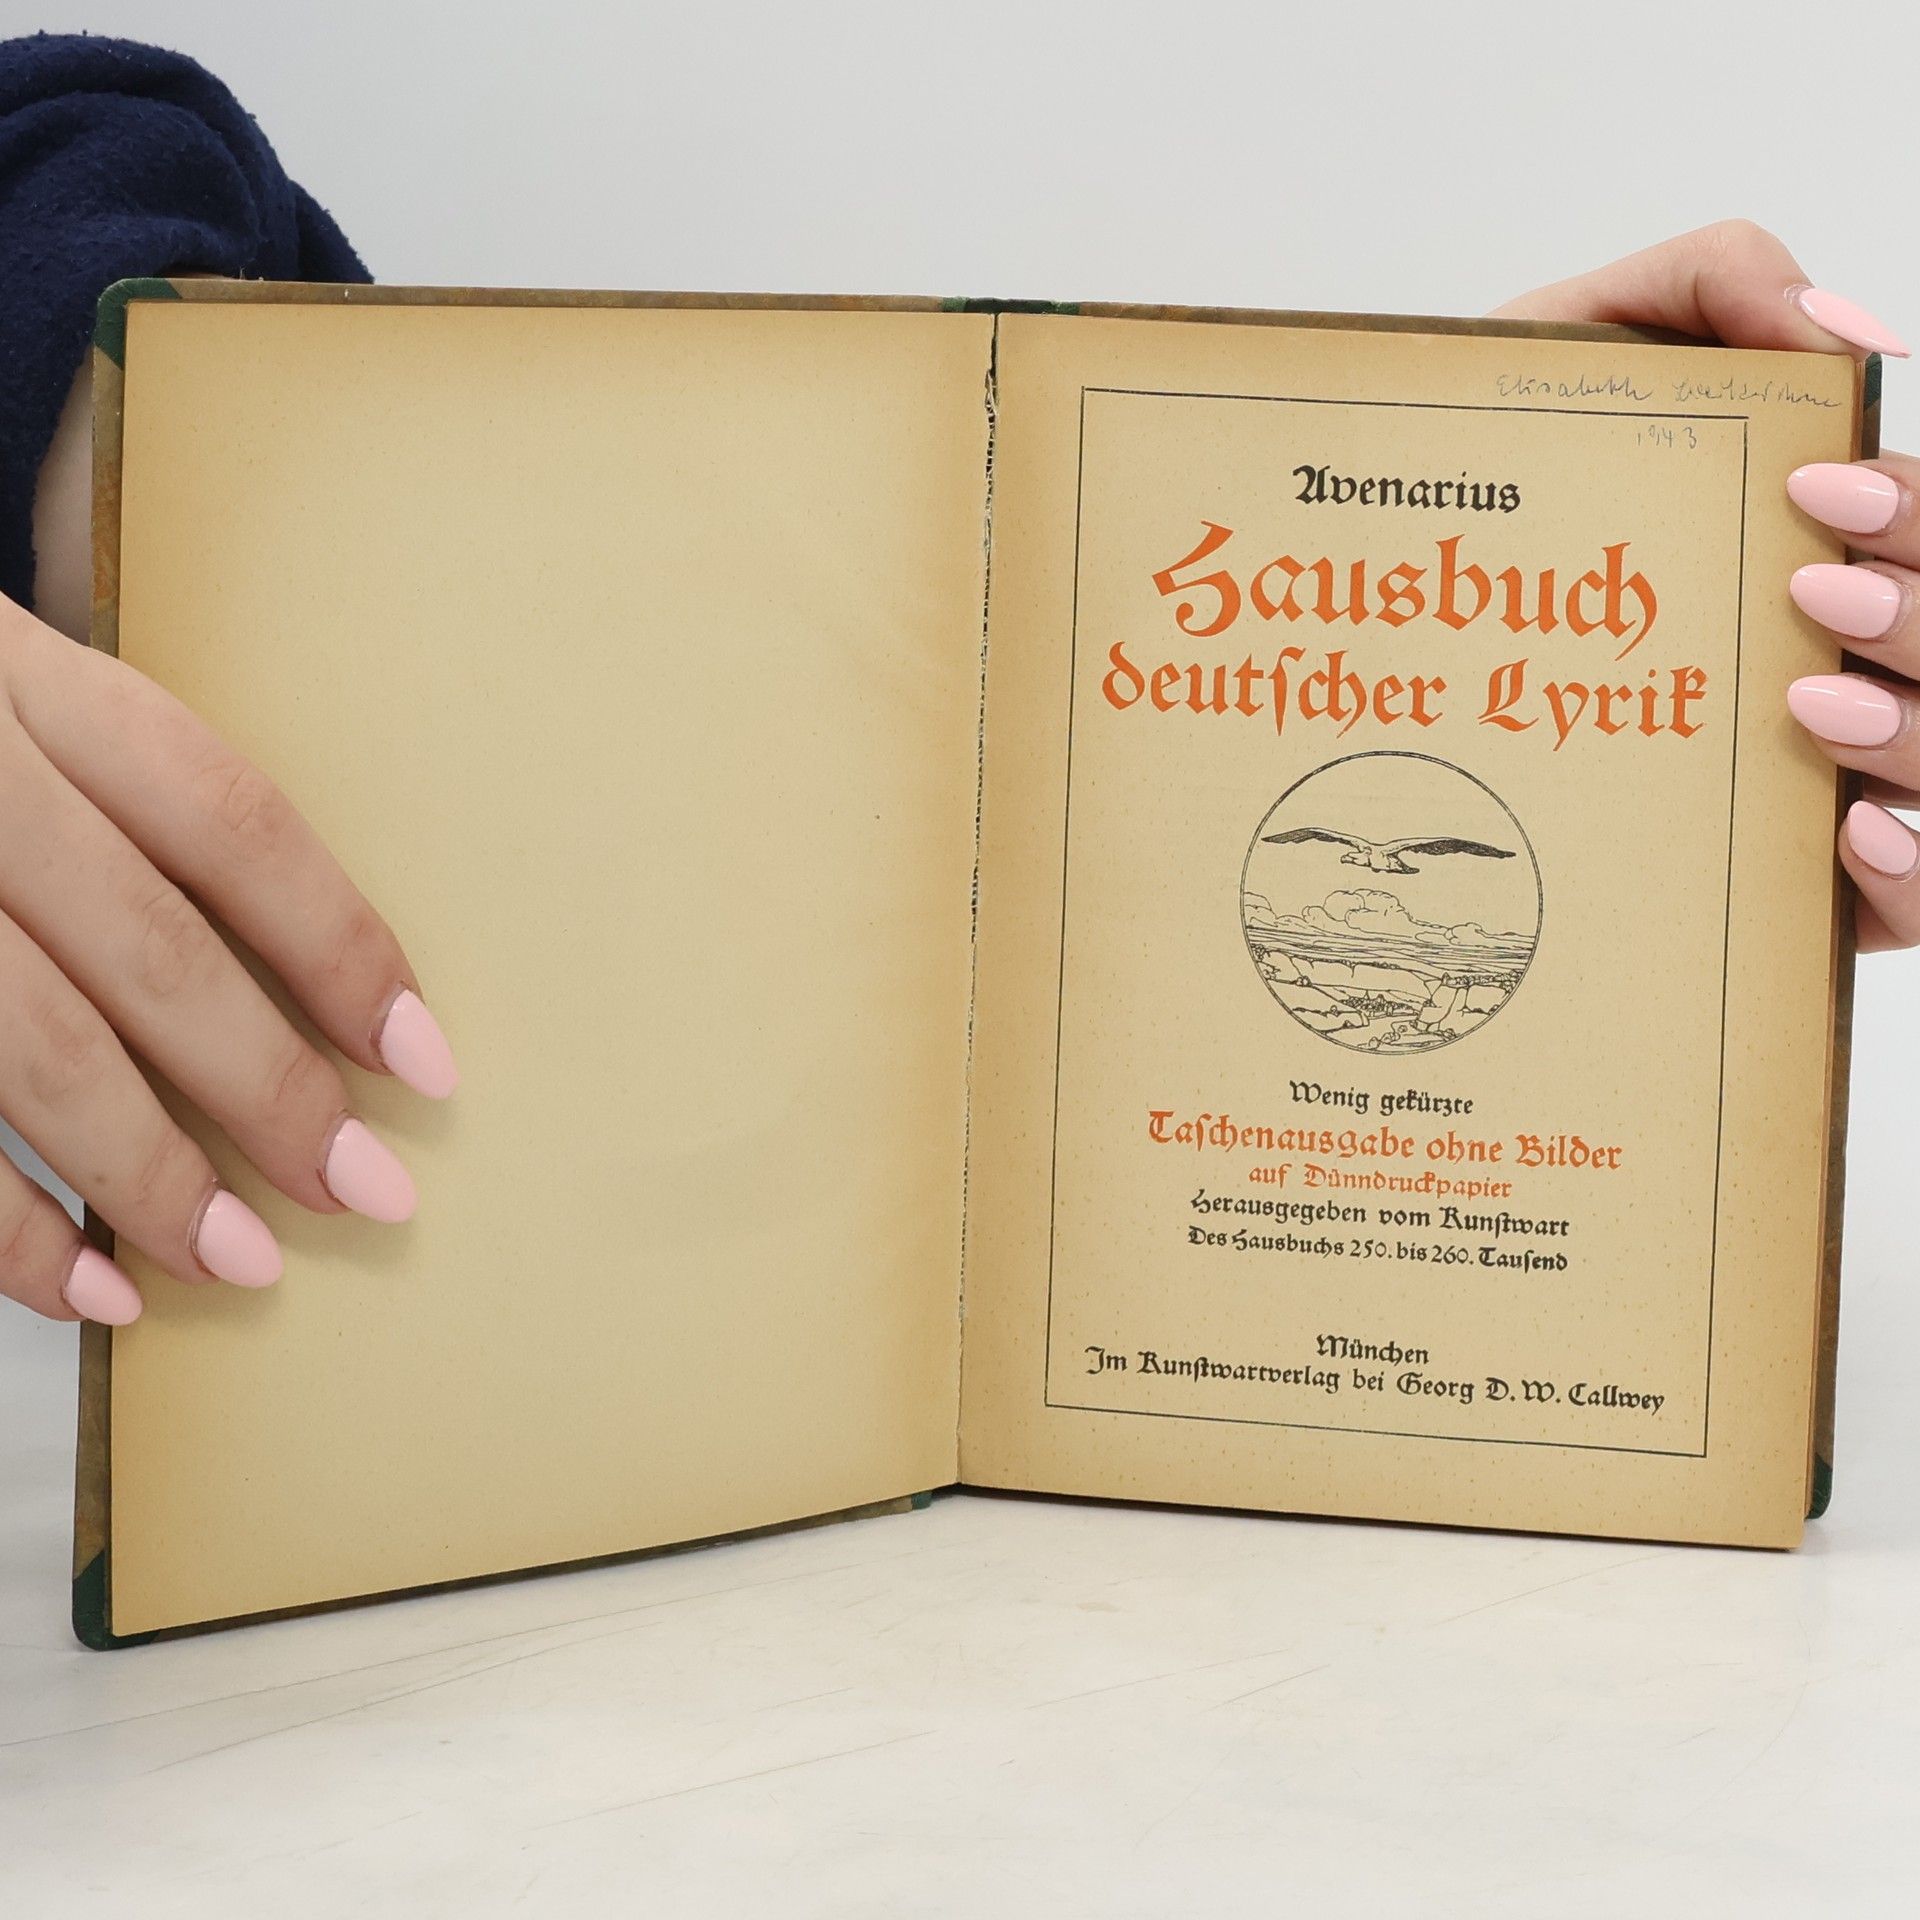 Elisabeth
1943
Avenarius
Hausbuch
deutſcher Lyrik
Wenig gekürzte
Taſchenausgabe ohne Bilder
auf Dünndruckpapier
Herausgegeben vom Kunſtwart
Des Hausbuchs 250. bis 260. Tauſend
München
Im Kunſtwartverlag bei Georg D. W. Callwey